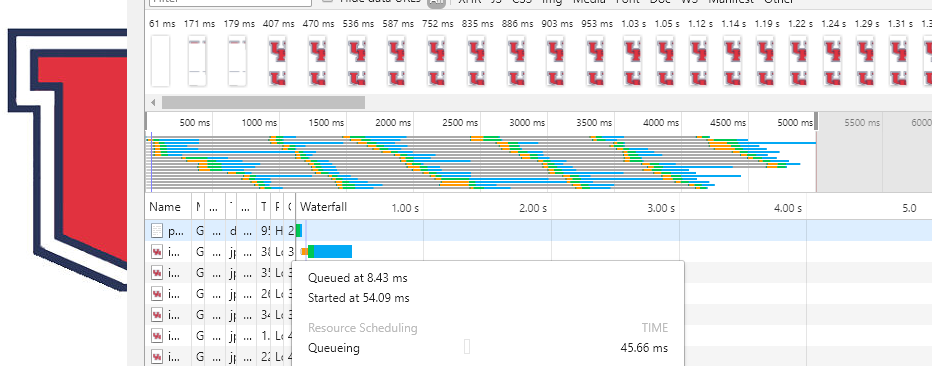 Hide data URLs All XHR JS CSS Img Media Font Doc WS Manifest Other
61 ms 171 ms 179 ms 407 ms 470 ms 536 ms 587 ms 752 ms 835 ms 886 ms 903 ms 953 ms 1.03 s 1.05 s 1.12 s 1.14 s 1.19 s 1.22 s 1.24 s 1.29 s 1.31 s
500 ms 1000 ms 1500 ms 2000 ms 2500 ms 3000 ms 3500 ms 4000 ms 4500 ms 5000 ms 5500 ms 6000
Name ... ... Waterfall 1.00 s 2.00 s 3.00 s 4.00 s 5.0
p... G ... d ... 95 H 2
i... G ... jp ... 38 Lo 3
i... G ... jp ... 35 Lo
i... G ... jp ... 26 Lo
i... G ... jp ... 34 Lo
i... G ... jp ... 1. Lo 4
i... G ... jp ... 22 Lo 4
Queued at 8.43 ms
Started at 54.09 ms
Resource Scheduling TIME
Queueing 45.66 ms